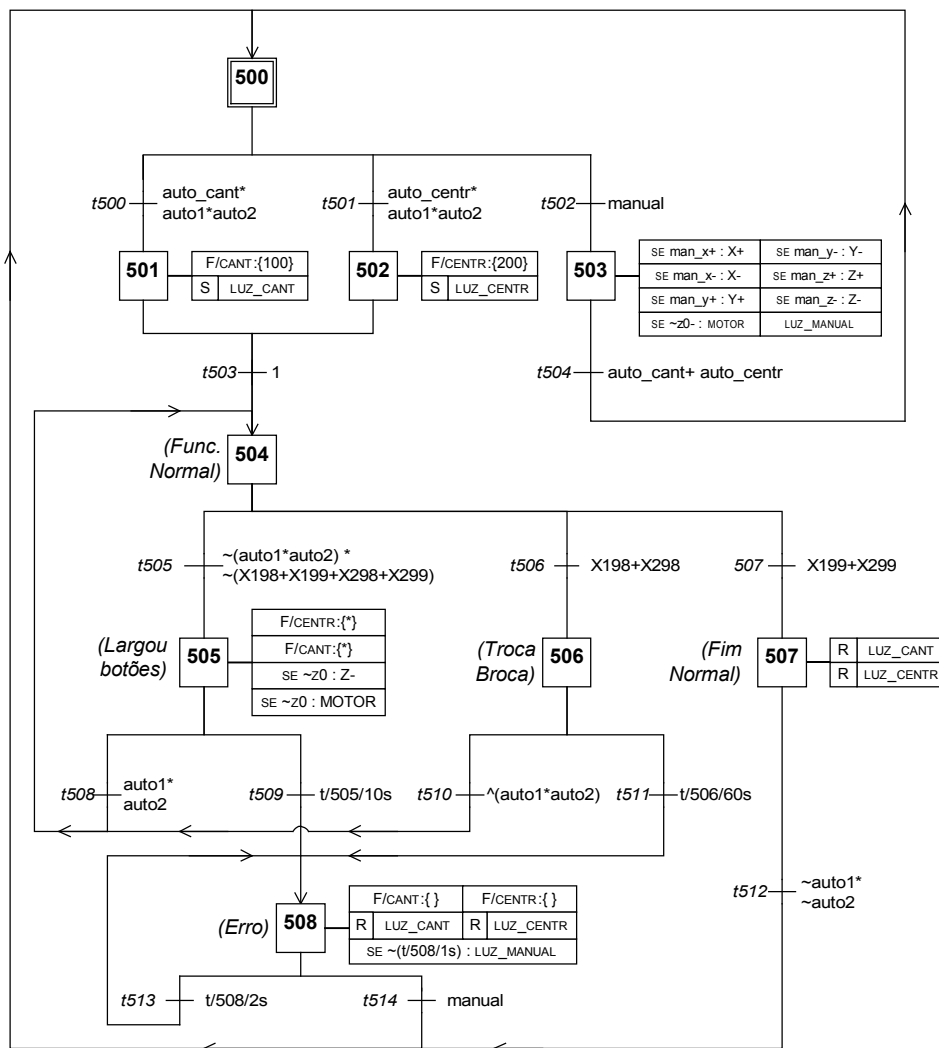 500
t500
auto_cant*
auto1*auto2
t501
auto_centr*
auto1*auto2
t502
manual
501
F/CANT:{100}
S LUZ_CANT
502
F/CENTR:{200}
S LUZ_CENTR
503
SE man_x+ : X+ SE man_y- : Y-
SE man_x- : X- SE man_z+ : Z+
SE man_y+ : Y+ SE man_z- : Z-
SE ~z0- : MOTOR LUZ_MANUAL
t503
1
t504
auto_cant+ auto_centr
(Func.
Normal)
504
t505
~(auto1*auto2) *
~(X198+X199+X298+X299)
t506
X198+X298
507
X199+X299
(Largou
botões)
505
F/CENTR:{*}
F/CANT:{*}
SE ~Z0 : Z-
SE ~Z0 : MOTOR
(Troca
Broca)
506
(Fim
Normal)
507
R LUZ_CANT
R LUZ_CENTR
t508
auto1*
auto2
t509
t/505/10s
t510
^(auto1*auto2)
t511
t/506/60s
t512
~auto1*
~auto2
(Erro)
508
F/CANT:{ } F/CENTR:{ }
R LUZ_CANT R LUZ_CENTR
SE ~(t/508/1s) : LUZ_MANUAL
t513
t/508/2s
t514
manual